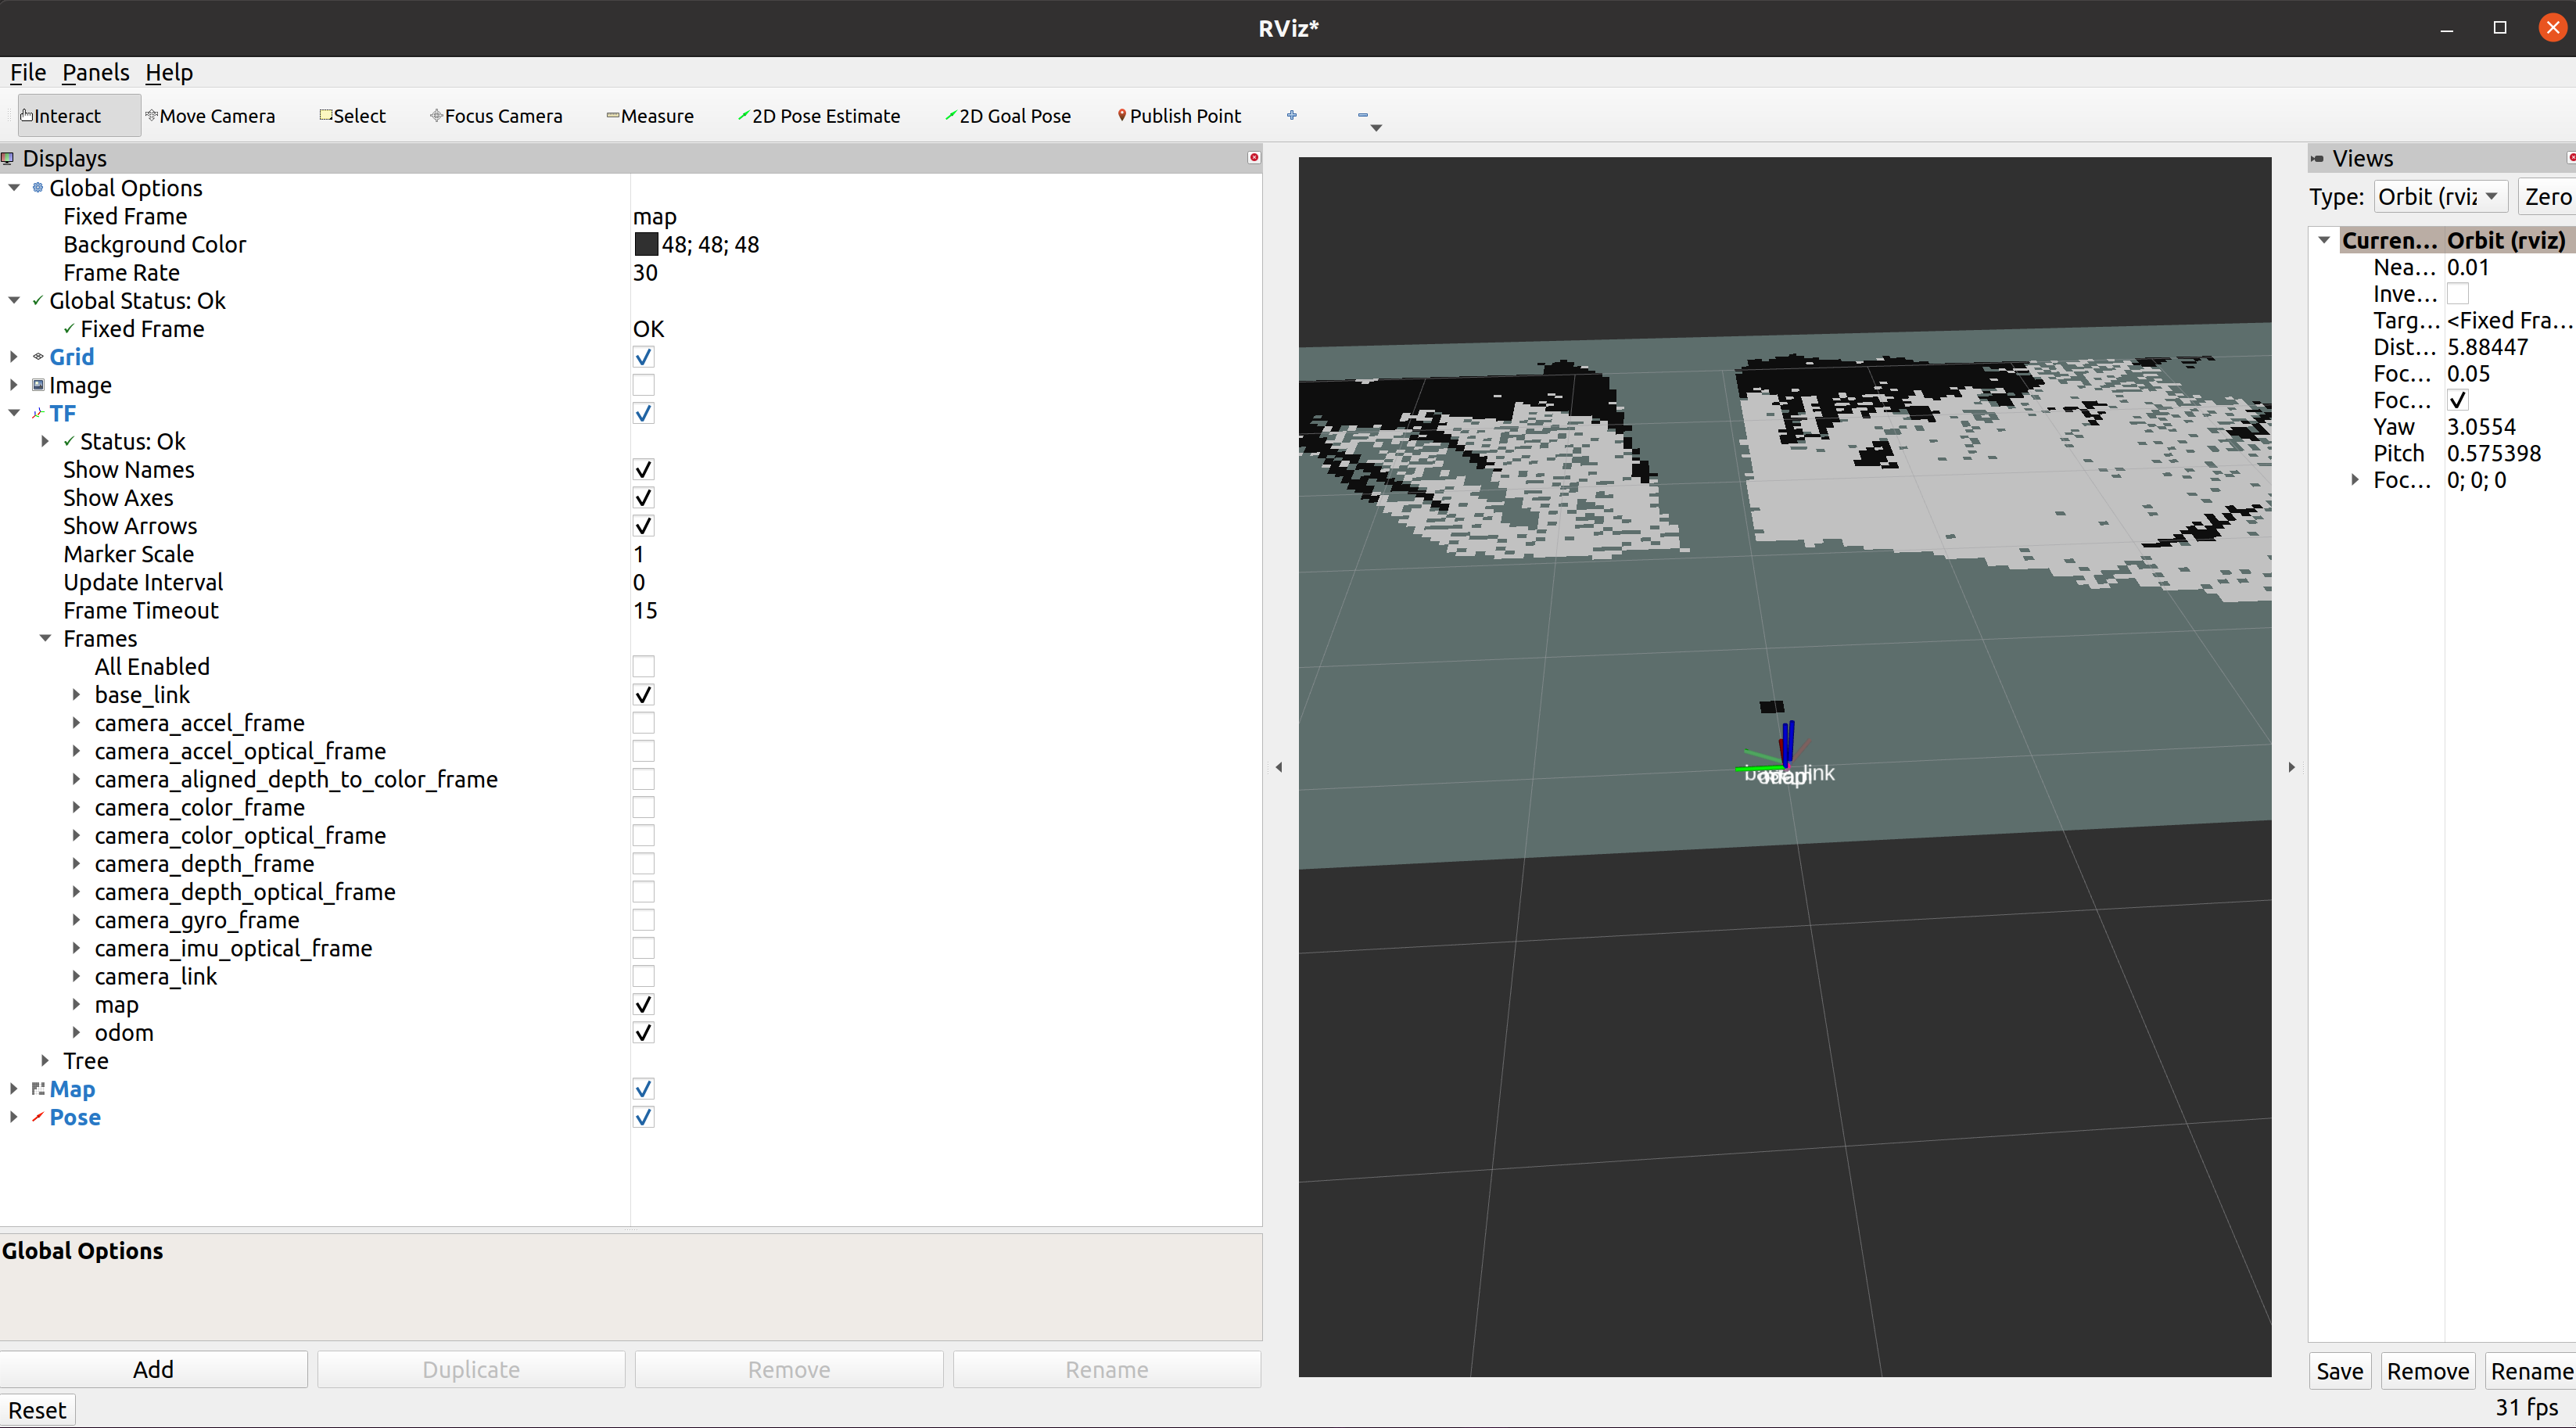 RViz*
File Panels Help
Interact Move Camera Select Focus Camera Measure 2D Pose Estimate 2D Goal Pose Publish Point
Displays
Global Options
Fixed Frame map
Background Color 48; 48; 48
Frame Rate 30
Global Status: Ok
Fixed Frame OK
Grid
Image
TF
Status: Ok
Show Names
Show Axes
Show Arrows
Marker Scale 1
Update Interval 0
Frame Timeout 15
Frames
All Enabled
base_link
camera_accel_frame
camera_accel_optical_frame
camera_aligned_depth_to_color_frame
camera_color_frame
camera_color_optical_frame
camera_depth_frame
camera_depth_optical_frame
camera_gyro_frame
camera_imu_optical_frame
camera_link
map
odom
Tree
Map
Pose
Global Options
Add Duplicate Remove Rename
Reset
Views
Type: Orbit (rviz Zero
Curren... Orbit (rviz)
Nea... 0.01
Inve...
Targ... <Fixed Fra...
Dist... 5.88447
Foc... 0.05
Foc...
Yaw 3.0554
Pitch 0.575398
Foc... 0; 0; 0
Save Remove Rename
31 fps